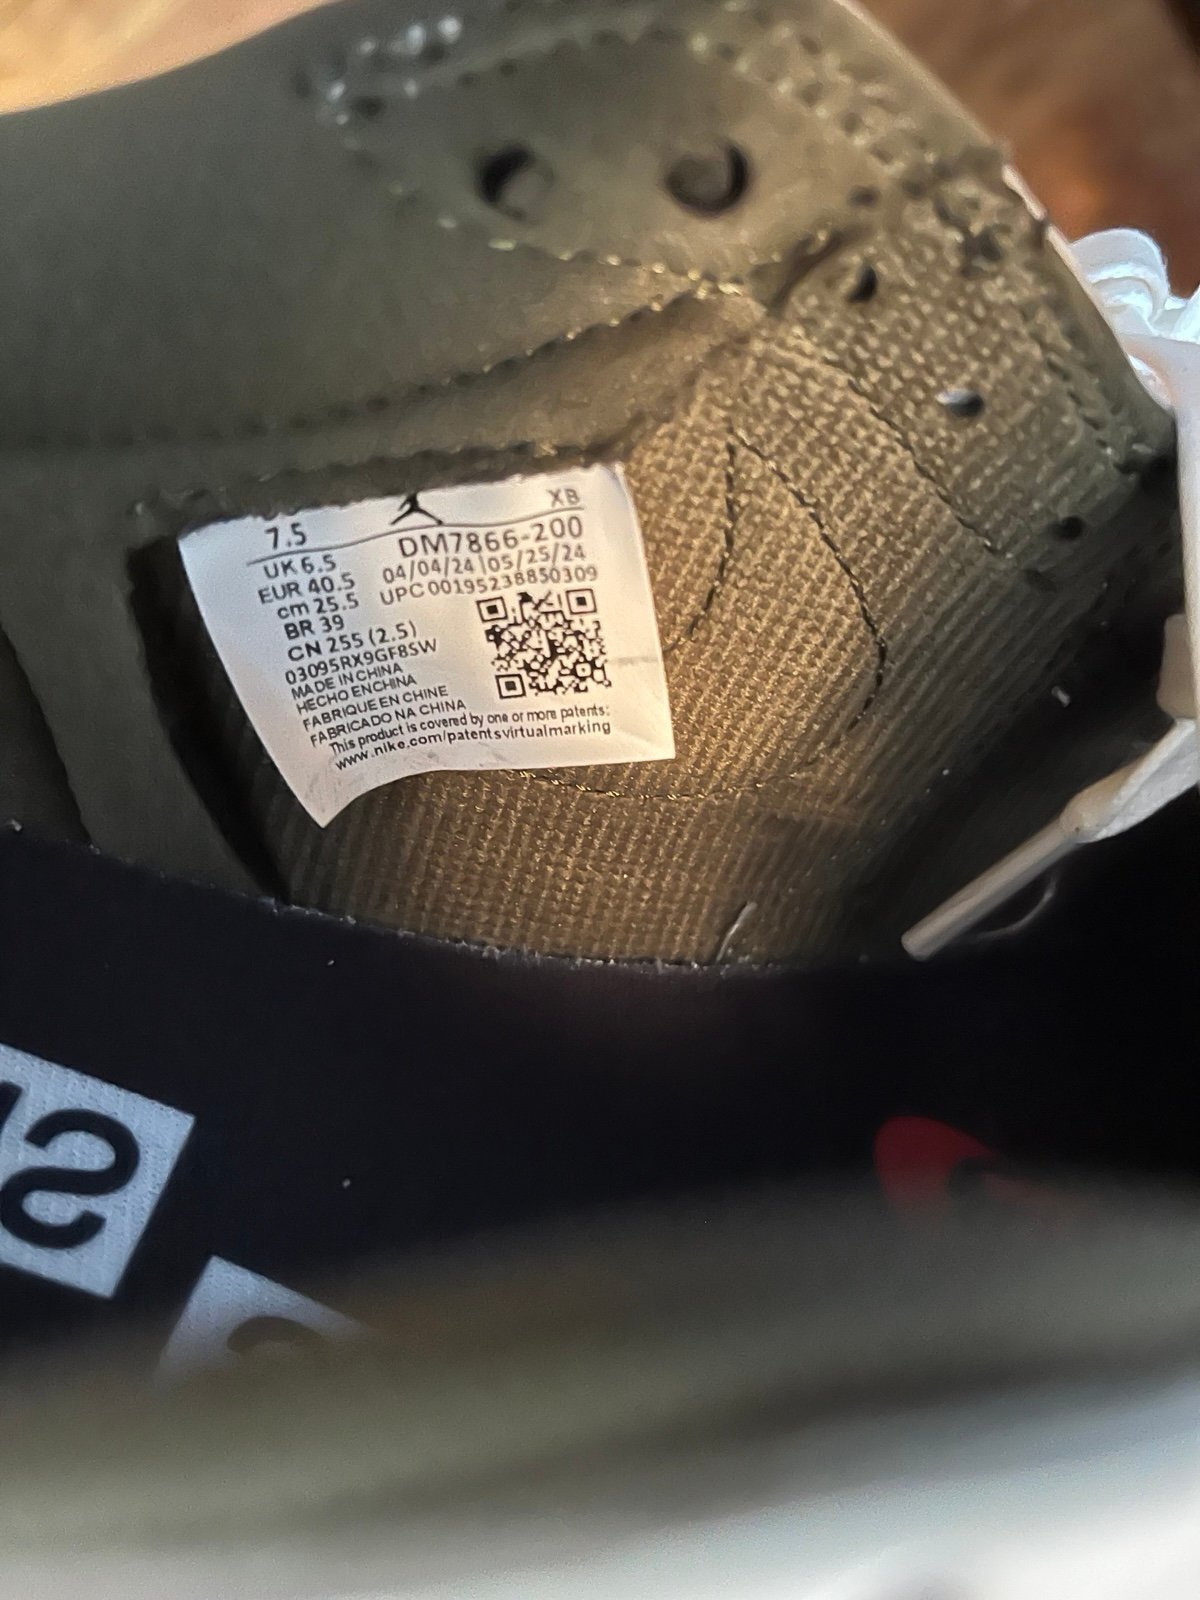 7.5
XB
UK 6.5
DM7866-200
EUR 40.5
04/04/24 05/25/24
cm 25.5
UPC 00195238850309
BR 39
CN 255 (2.5)
03095RX9GF8SW
MADE IN CHINA
HECHO EN CHINA
FABRIQUE EN CHINE
FABRICADO NA CHINA
This product is covered by one or more patents:
www.nike.com/patentsvirtualmarking